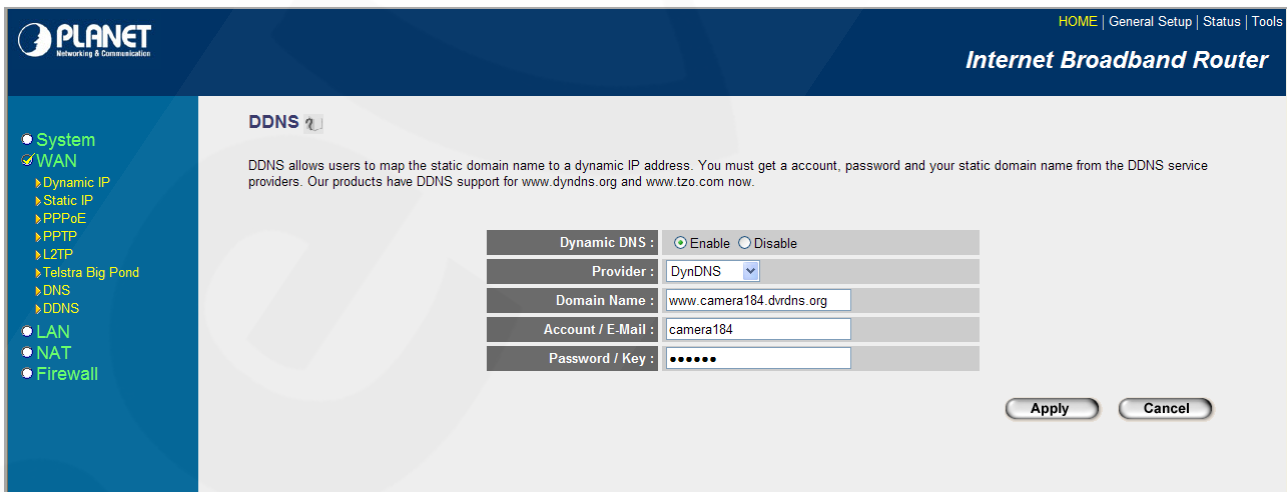 PLANET
Networking & Communication
HOME | General Setup | Status | Tools
Internet Broadband Router
System
WAN
Dynamic IP
Static IP
PPPoE
PPTP
L2TP
Telstra Big Pond
DNS
DDNS
LAN
NAT
Firewall
DDNS
DDNS allows users to map the static domain name to a dynamic IP address. You must get a account, password and your static domain name from the DDNS service
providers. Our products have DDNS support for www.dyndns.org and www.tzo.com now.
Dynamic DNS : Enable Disable
Provider : DynDNS
Domain Name : www.camera184.dvrdns.org
Account / E-Mail : camera184
Password / Key : ●●●●●●
Apply Cancel